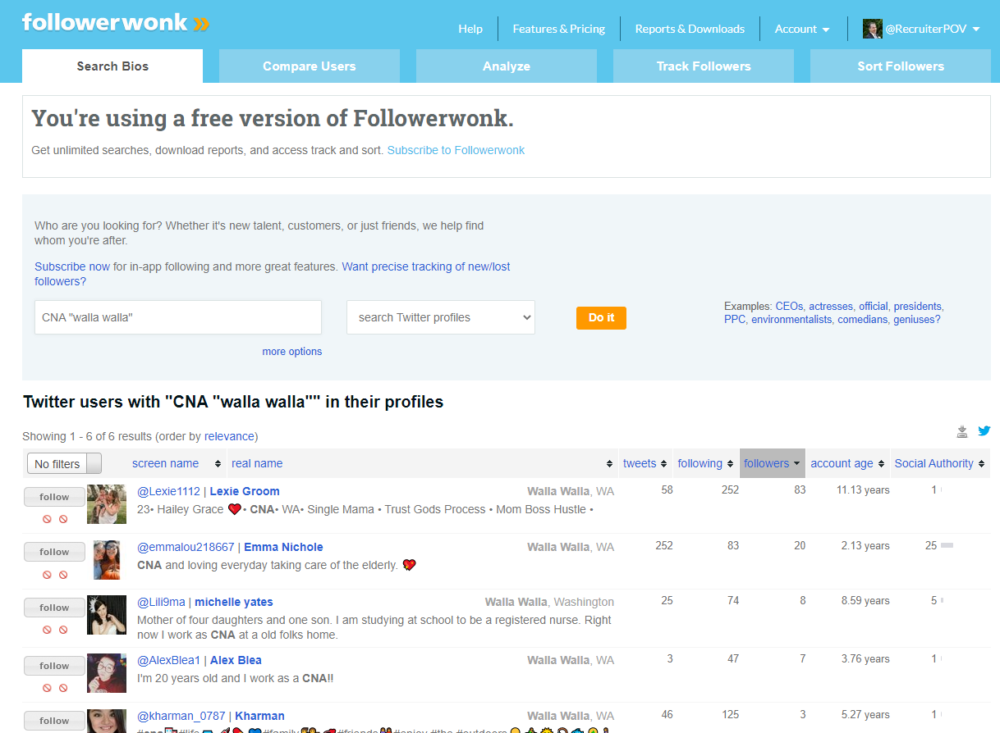 followerwonk
Help
Features & Pricing
Reports & Downloads
Account
@RecruiterPOV
Search Bios
Compare Users
Analyze
Track Followers
Sort Followers
You're using a free version of Followerwonk.
Get unlimited searches, download reports, and access track and sort. Subscribe to Followerwonk
Who are you looking for? Whether it's new talent, customers, or just friends, we help find
whom you're after.
Subscribe now for in-app following and more great features. Want precise tracking of new/lost
followers?
CNA "walla walla"
search Twitter profiles
Do it
Examples: CEOs, actresses, official, presidents,
PPC, environmentalists, comedians, geniuses?
more options
Twitter users with "CNA "walla walla"" in their profiles
Showing 1 - 6 of 6 results (order by relevance)
No filters
screen name
real name
tweets
following
followers
account age
Social Authority
follow
@Lexie1112 | Lexie Groom
Walla Walla, WA
58
252
83
11.13 years
1
23• Hailey Grace ❤• CNA• WA• Single Mama • Trust Gods Process • Mom Boss Hustle •
follow
@emmalou218667 | Emma Nichole
Walla Walla, WA
252
83
20
2.13 years
25
CNA and loving everyday taking care of the elderly.
follow
@Lili9ma | michelle yates
Walla Walla, Washington
25
74
8
8.59 years
5
Mother of four daughters and one son. I am studying at school to be a registered nurse. Right
now I work as CNA at a old folks home.
follow
@AlexBlea1 | Alex Blea
Walla Walla, WA
3
47
7
3.76 years
1
I'm 20 years old and I work as a CNA!!
follow
@kharman_0787 | Kharman
Walla Walla, WA
46
125
3
5.27 years
1
#cna #life #family #friends #enjoy #the #outdoors